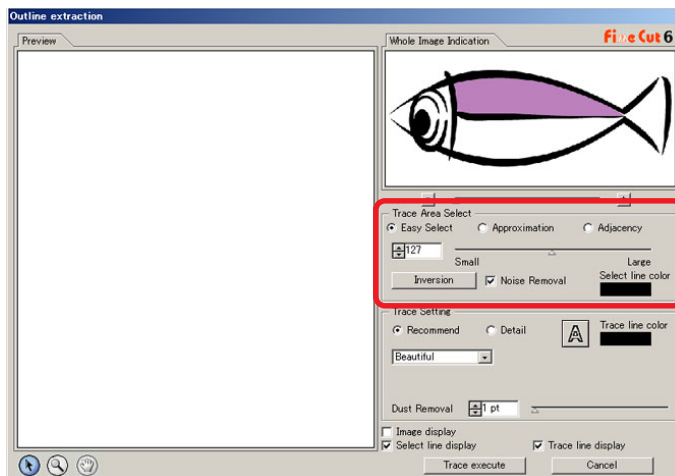 Outline extraction
Preview
Whole Image Indication
Fine Cut 6
Trace Area Select
Easy Select Approximation Adjacency
127
Small Large
Inversion Noise Removal Select line color
Trace Setting
Recommend Detail A Trace line color
Beautiful
Dust Removal 1 pt
Image display
Select line display Trace line display
Trace execute Cancel